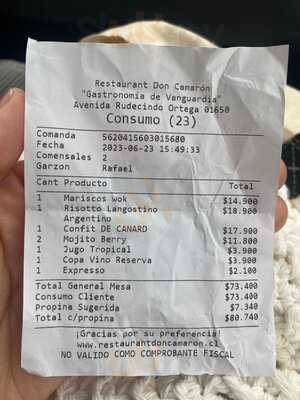 Restaurant Don Camarón
"Gastronomía de Vanguardia"
Avenida Rudecindo Ortega 01650
Consumo (23)
Comanda 5620415603015680
Fecha 2023-06-23 15:49:33
Comensales 2
Garzon Rafael
Cant Producto Total
1 Mariscos wok $14.900
1 Risotto Langostino Argentino $18.900
1 Confit DE CANARD $17.900
2 Mojito Berry $11.800
1 Jugo Tropical $3.900
1 Copa Vino Reserva $3.900
1 Expresso $2.100
Total General Mesa $73.400
Consumo Cliente $73.400
Propina Sugerida $7.340
Total c/propina $80.740
¡Gracias por su preferencia!
www.restaurantdoncamaron.cl
NO VALIDO COMO COMPROBANTE FISCAL